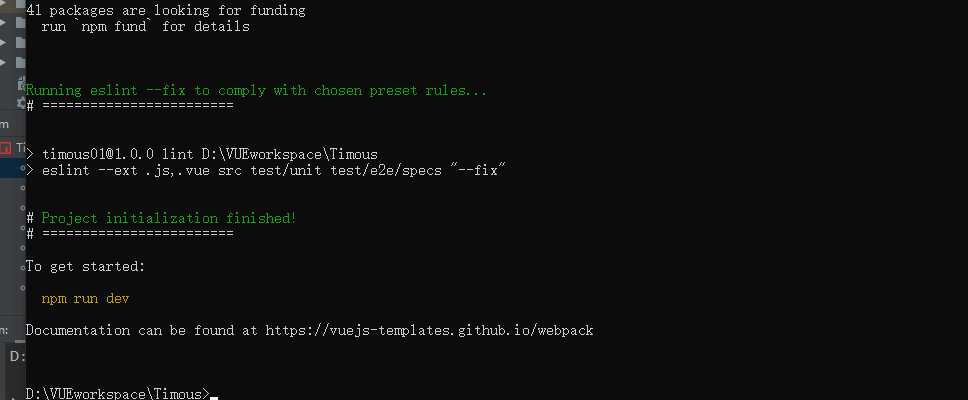 41 packages are looking for funding
run `npm fund` for details
Running eslint --fix to comply with chosen preset rules...
# ========================
m
Ti
> timous01@1.0.0 lint D:\VUEworkspace\Timous
> eslint --ext .js,.vue src test/unit test/e2e/specs "--fix"
# Project initialization finished!
# ========================
To get started:
npm run dev
n:
Documentation can be found at https://vuejs-templates.github.io/webpack
D:
D:\VUEworkspace\Timous>